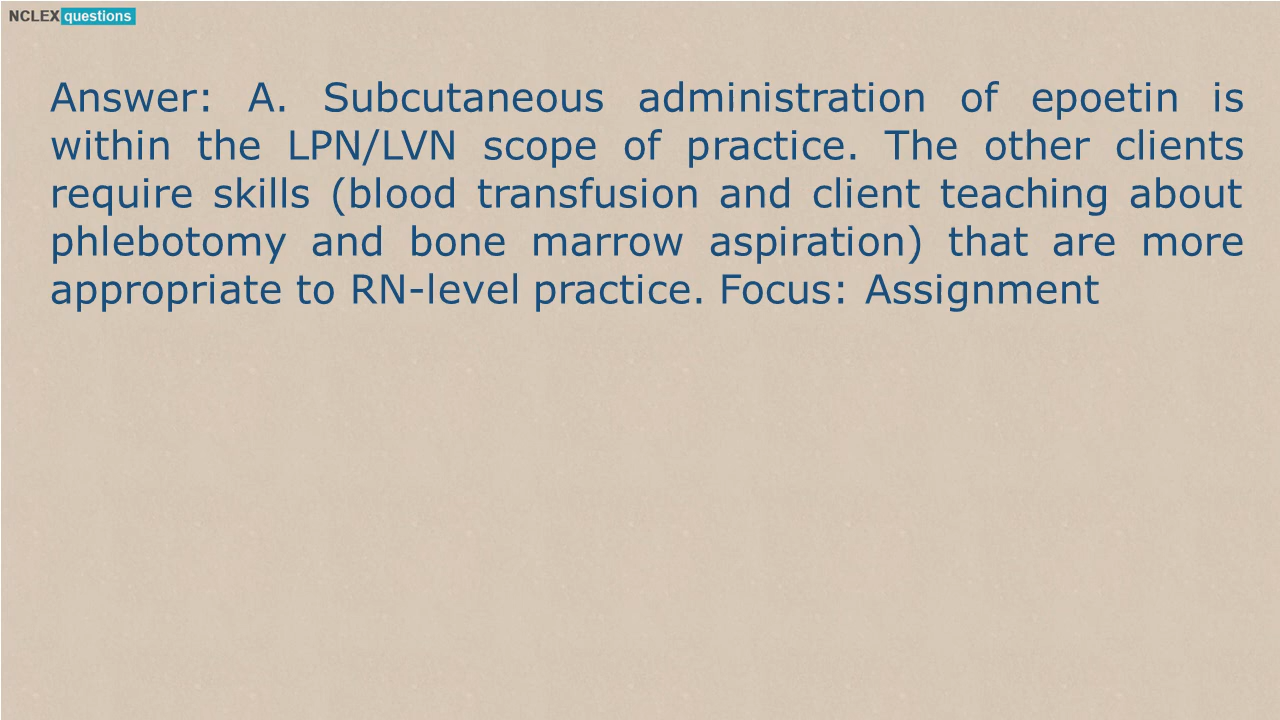 NCLEX questions
Answer: A. Subcutaneous administration of epoetin is
within the LPN/LVN scope of practice. The other clients
require skills (blood transfusion and client teaching about
phlebotomy and bone marrow aspiration) that are more
appropriate to RN-level practice. Focus: Assignment